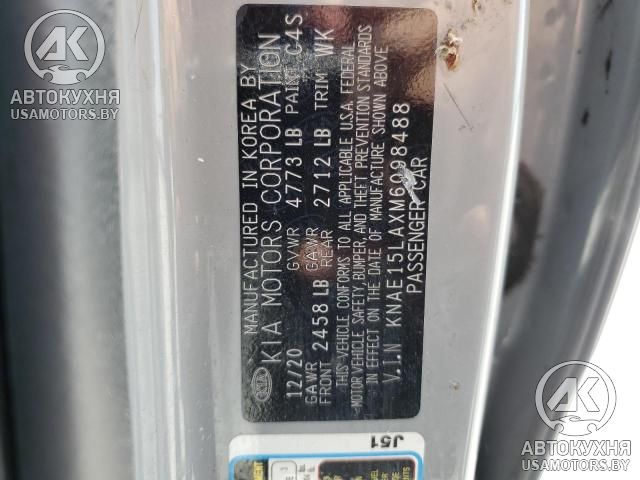 MANUFACTURED IN KOREA BY
KIA MOTORS CORPORATION
12/20 GVWR 4773 LB PAINT C4S
GAWR FRONT 2458 LB GAWR REAR 2712 LB TRIM WK
THIS VEHICLE CONFORMS TO ALL APPLICABLE U.S.A. FEDERAL
MOTOR VEHICLE SAFETY, BUMPER, AND THEFT PREVENTION STANDARDS
IN EFFECT ON THE DATE OF MANUFACTURE SHOWN ABOVE
V.I.N KNAE15LAXM6098488
PASSENGER CAR
KIA
J51
AK
АВТОКУХНЯ
USAMOTORS.BY
AK
АВТОКУХНЯ
USAMOTORS.BY